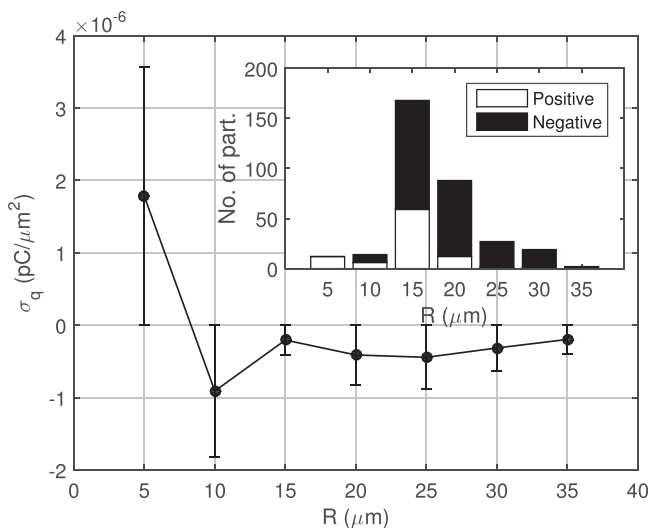 ×10⁻⁶
4
3
2
1
0
-1
-2
σq (pC/μm²)
0 5 10 15 20 25 30 35 40
R (μm)
200
150
100
50
0
No. of part.
Positive
Negative
5 10 15 20 25 30 35
R (μm)